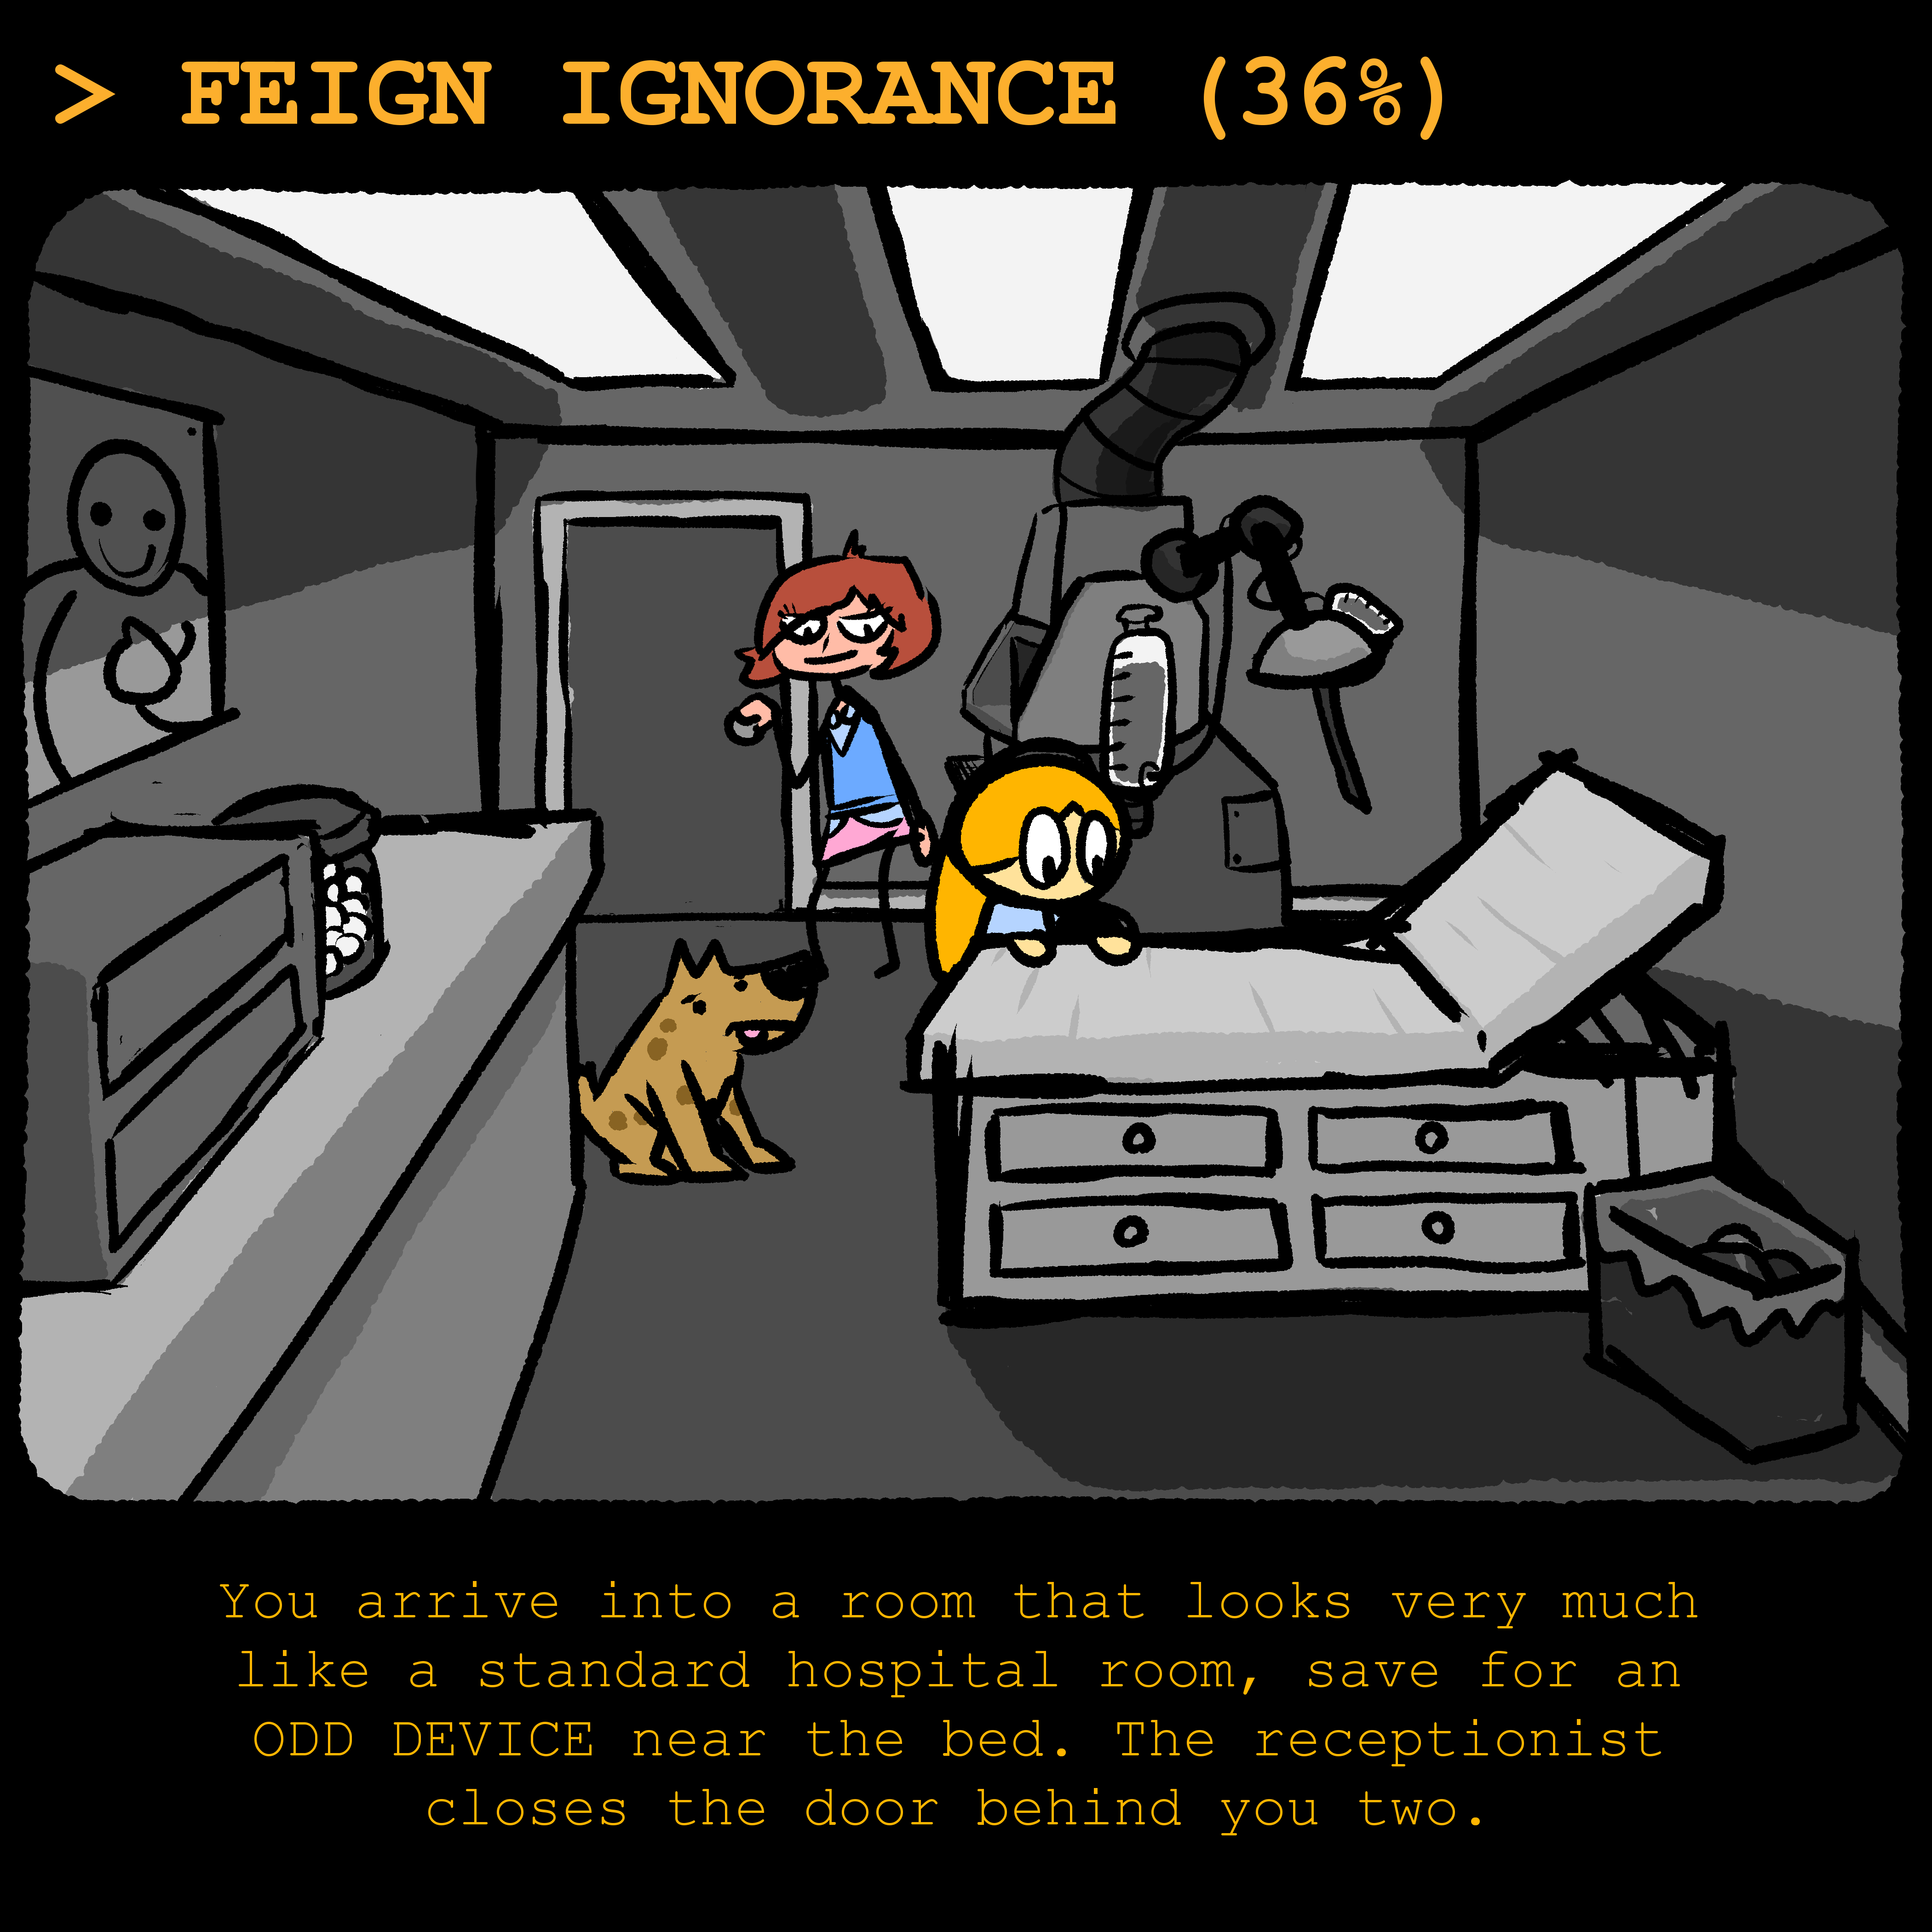 > FEIGN IGNORANCE (36%)
You arrive into a room that looks very much
like a standard hospital room, save for an
ODD DEVICE near the bed. The receptionist
closes the door behind you two.